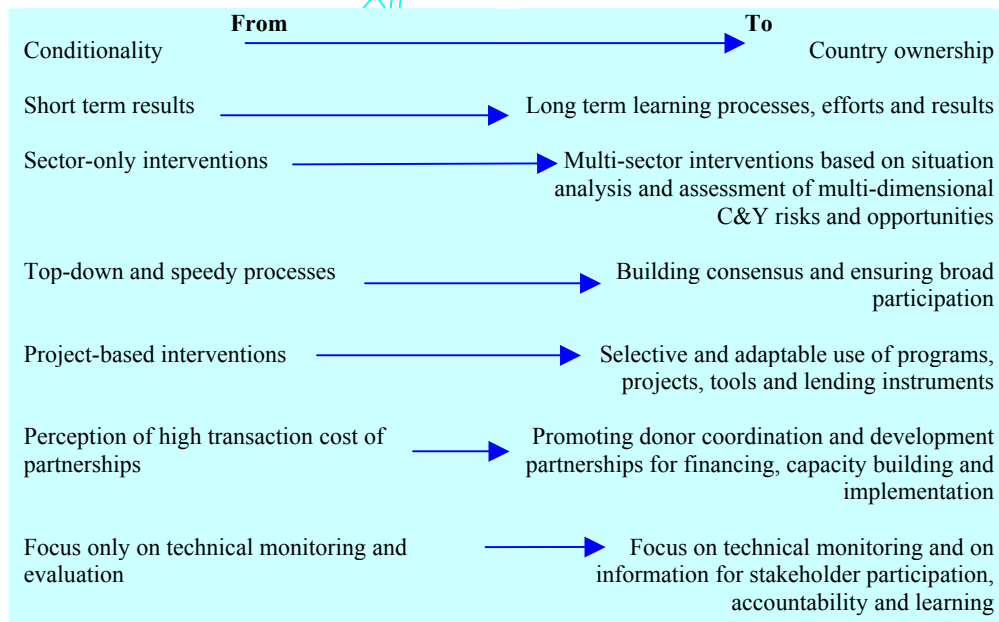 From To
Conditionality Country ownership
Short term results Long term learning processes, efforts and results
Sector-only interventions Multi-sector interventions based on situation
analysis and assessment of multi-dimensional
C&Y risks and opportunities
Top-down and speedy processes Building consensus and ensuring broad
participation
Project-based interventions Selective and adaptable use of programs,
projects, tools and lending instruments
Perception of high transaction cost of
partnerships
Promoting donor coordination and development
partnerships for financing, capacity building and
implementation
Focus only on technical monitoring and
evaluation
Focus on technical monitoring and on
information for stakeholder participation,
accountability and learning